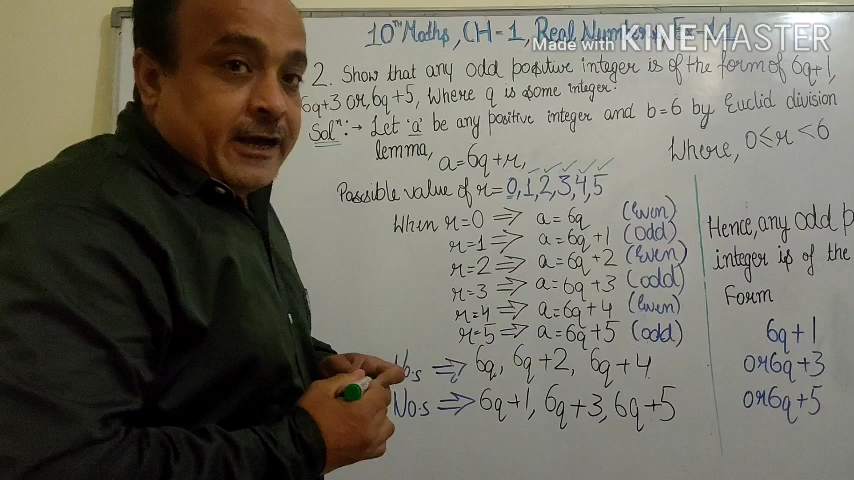 10TH Maths, CH-1, Real Numbers, Ex-1.1
Made with KINEMASTER
2. Show that any odd positive integer is of the form of 6q+1,
6q+3 or, 6q+5, Where q is some integer.
Solⁿ:→ Let 'a' be any positive integer and b=6 by Euclid division
lemma, a=6q+r,
Where, 0≤r<6
Possible value of r=0,1,2,3,4,5
When r=0 ⇒ a=6q (Even)
r=1 ⇒ a=6q+1 (odd)
r=2 ⇒ a=6q+2 (Even)
r=3 ⇒ a=6q+3 (odd)
r=4 ⇒ a=6q+4 (Even)
r=5 ⇒ a=6q+5 (odd)
No.s ⇒ 6q, 6q+2, 6q+4
No.s ⇒ 6q+1, 6q+3, 6q+5
Hence, any odd p
integer is of the
Form
6q+1
or 6q+3
or 6q+5